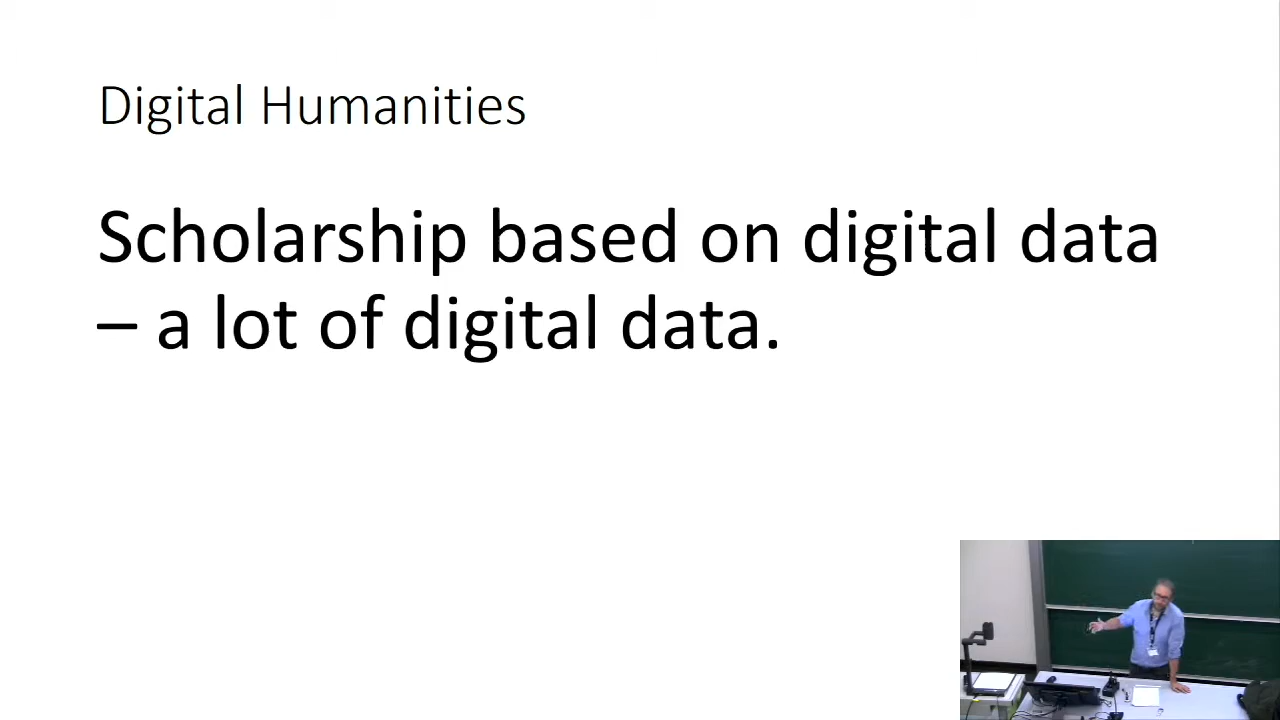 Digital Humanities
Scholarship based on digital data
– a lot of digital data.